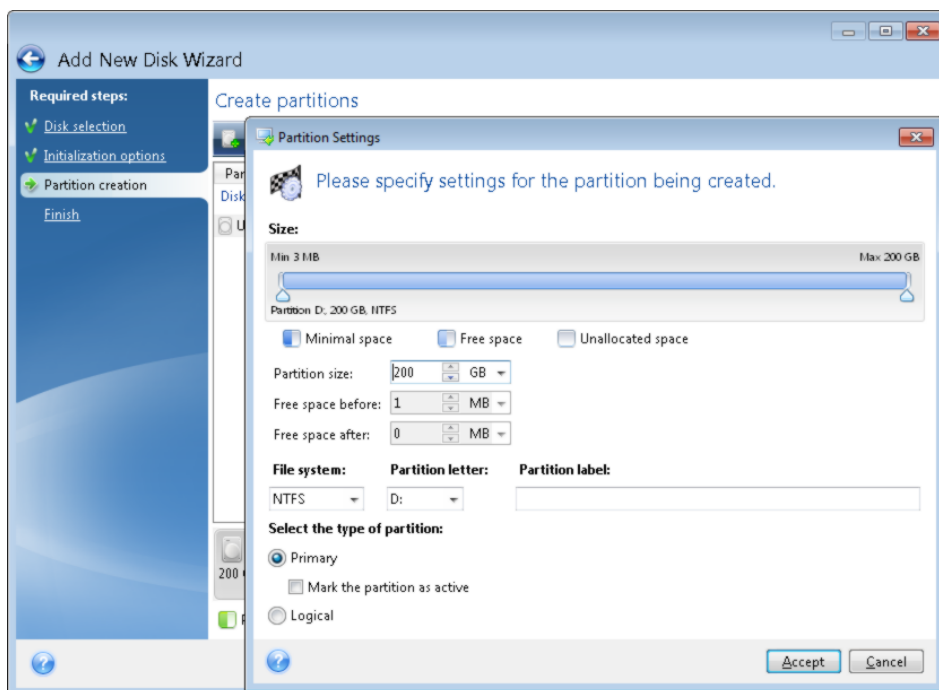 Add New Disk Wizard
Required steps:
Disk selection
Initialization options
Partition creation
Finish
Create partitions
Partition Settings
Please specify settings for the partition being created.
Size:
Min 3 MB Max 200 GB
Partition D:, 200 GB, NTFS
Minimal space Free space Unallocated space
Partition size: 200 GB
Free space before: 1 MB
Free space after: 0 MB
File system: Partition letter: Partition label:
NTFS D:
Select the type of partition:
Primary
Mark the partition as active
Logical
Accept Cancel
Par
Disk
U
200